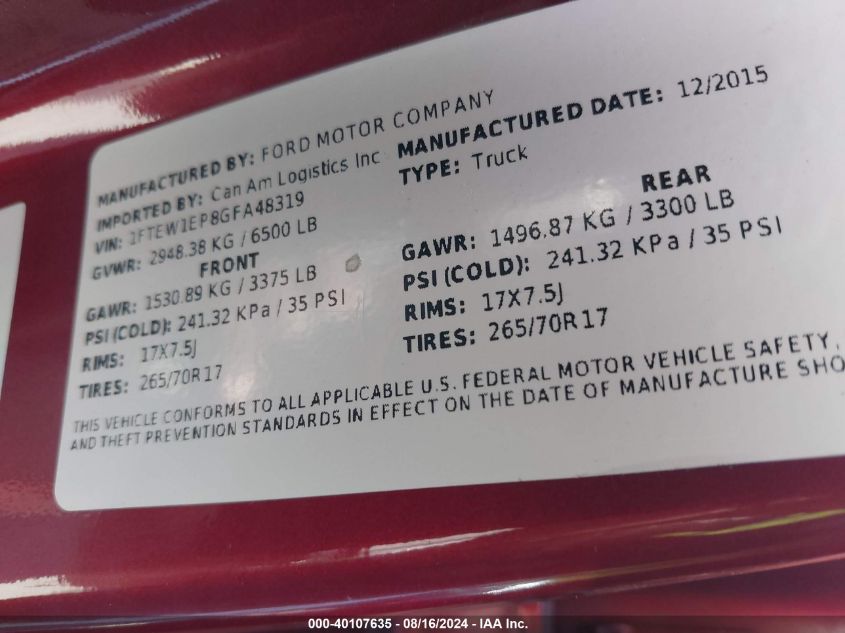 MANUFACTURED BY: FORD MOTOR COMPANY
IMPORTED BY: Can Am Logistics Inc
VIN: 1FTEW1EP8GFA48319
GVWR: 2948.38 KG / 6500 LB
MANUFACTURED DATE: 12/2015
TYPE: Truck
FRONT
GAWR: 1530.89 KG / 3375 LB
PSI (COLD): 241.32 KPa / 35 PSI
RIMS: 17X7.5J
TIRES: 265/70R17
REAR
GAWR: 1496.87 KG / 3300 LB
PSI (COLD): 241.32 KPa / 35 PSI
RIMS: 17X7.5J
TIRES: 265/70R17
THIS VEHICLE CONFORMS TO ALL APPLICABLE U.S. FEDERAL MOTOR VEHICLE SAFETY,
AND THEFT PREVENTION STANDARDS IN EFFECT ON THE DATE OF MANUFACTURE SHO
000-40107635 - 08/16/2024 - IAA Inc.